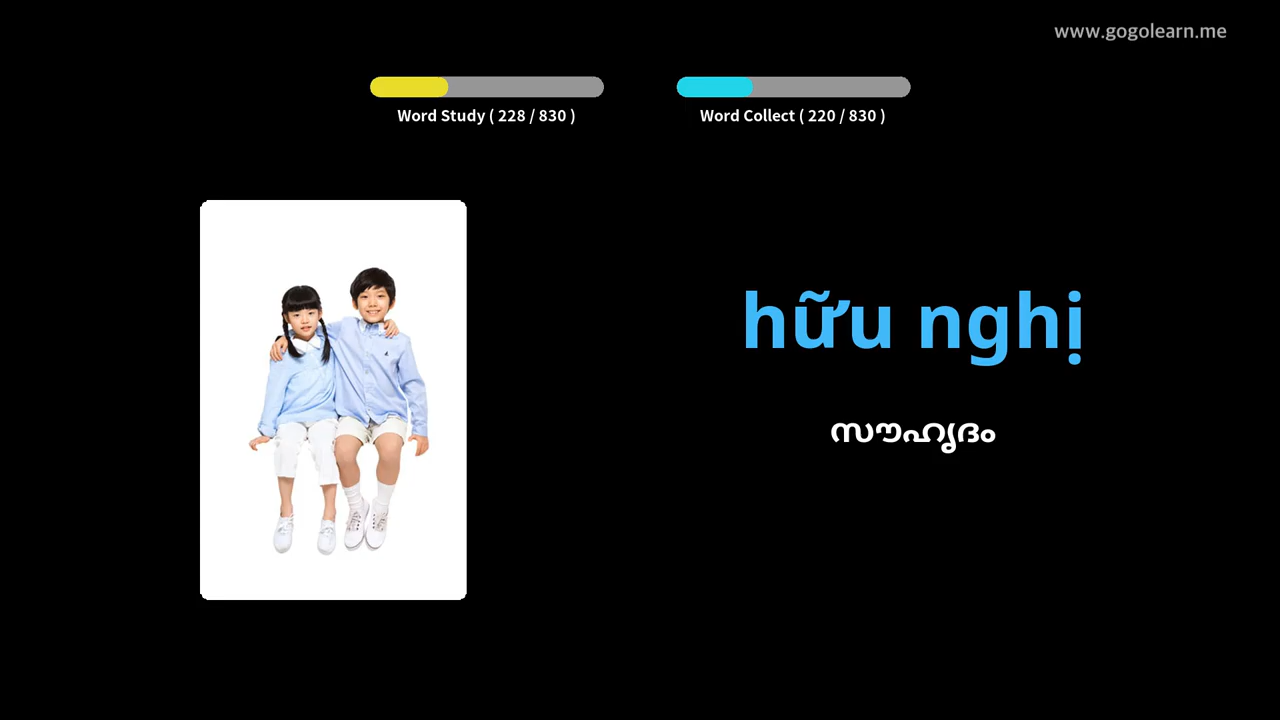 www.gogolearn.me
Word Study ( 228 / 830 )
Word Collect ( 220 / 830 )
hữu nghị
സൗഹൃദം